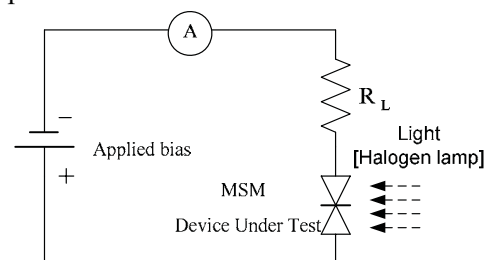 A
−
+
Applied bias
R L
Light
[Halogen lamp]
MSM
Device Under Test